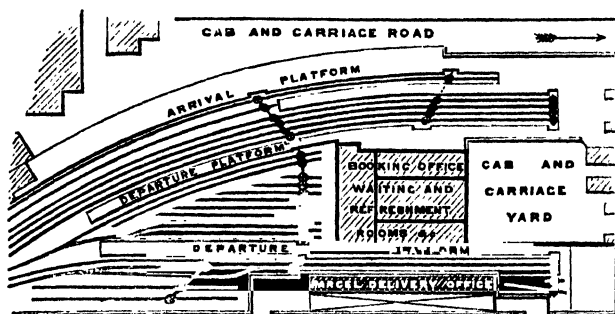 CAB AND CARRIAGE ROAD
ARRIVAL PLATFORM
DEPARTURE PLATFORM
BOOKING OFFICE
WAITING AND
REFRESHMENT
ROOMS &c
CAB AND
CARRIAGE
YARD
DEPARTURE PLATFORM
PARCEL DELIVERY OFFICE